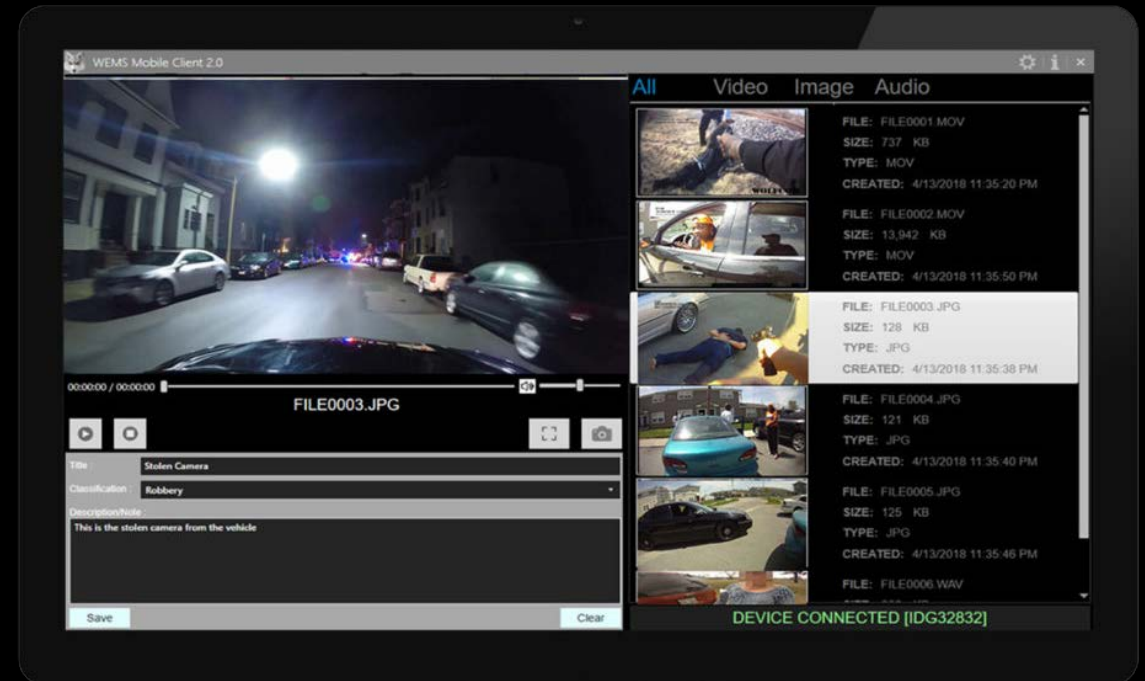 WEMS Mobile Client 2.0
All Video Image Audio
00:00:00 / 00:00:00
FILE0003.JPG
Title :
Stolen Camera
Classification :
Robbery
Description/Note :
This is the stolen camera from the vehicle
Save
Clear
WOLFCOM
FILE: FILE0001.MOV
SIZE: 737 KB
TYPE: MOV
CREATED: 4/13/2018 11:35:20 PM
FILE: FILE0002.MOV
SIZE: 13,942 KB
TYPE: MOV
CREATED: 4/13/2018 11:35:50 PM
FILE: FILE0003.JPG
SIZE: 128 KB
TYPE: JPG
CREATED: 4/13/2018 11:35:38 PM
FILE: FILE0004.JPG
SIZE: 121 KB
TYPE: JPG
CREATED: 4/13/2018 11:35:40 PM
FILE: FILE0005.JPG
SIZE: 125 KB
TYPE: JPG
CREATED: 4/13/2018 11:35:46 PM
FILE: FILE0006.WAV
DEVICE CONNECTED [IDG32832]